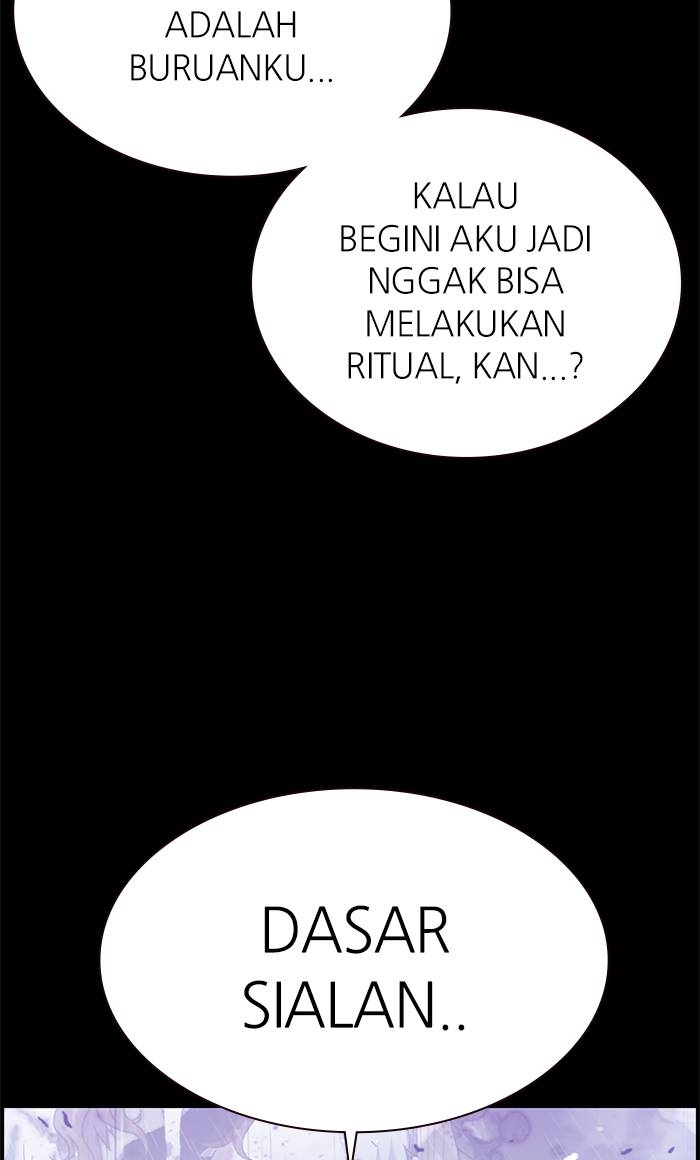 ADALAH
BURUANKU...
KALAU
BEGINI AKU JADI
NGGAK BISA
MELAKUKAN
RITUAL, KAN...?
DASAR
SIALAN..